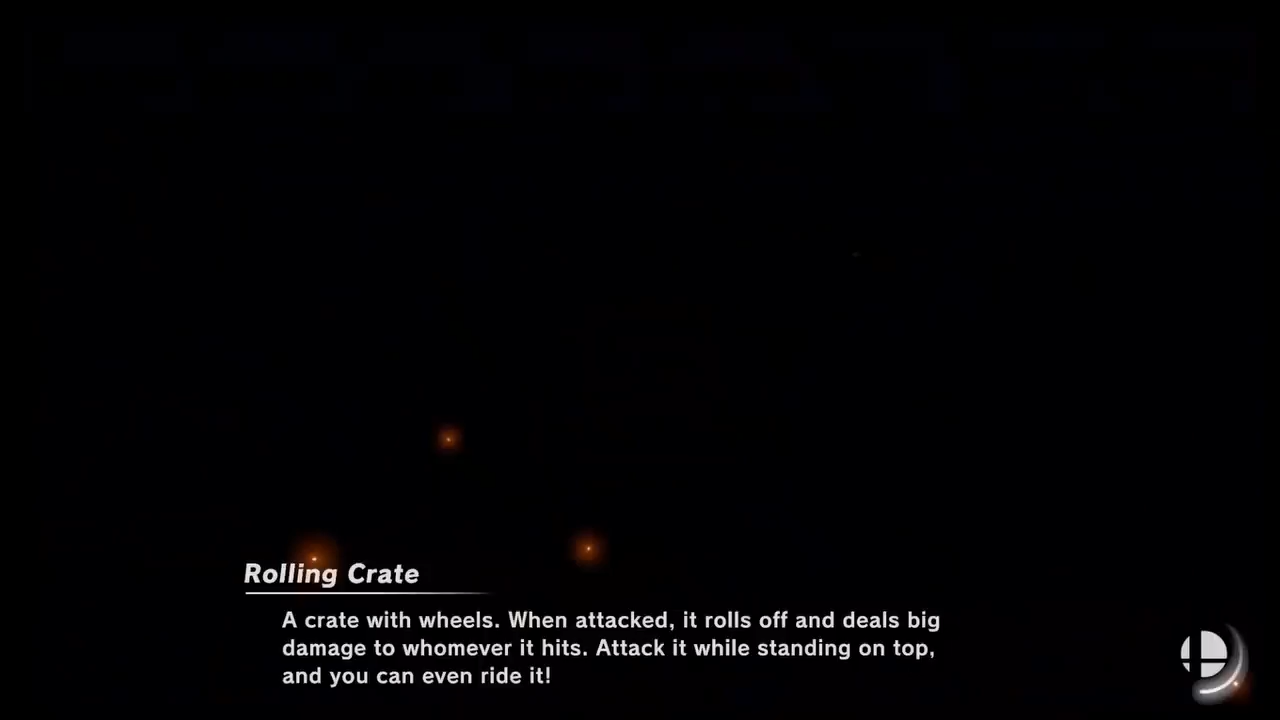 Rolling Crate
A crate with wheels. When attacked, it rolls off and deals big
damage to whomever it hits. Attack it while standing on top,
and you can even ride it!